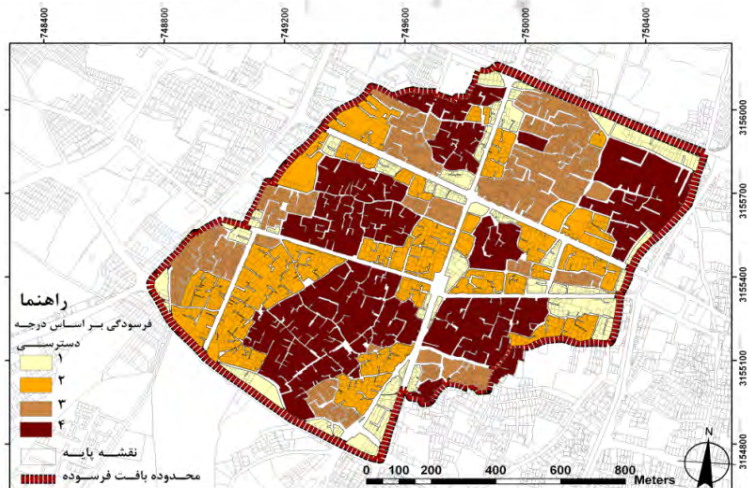 748400 748800 749200 749600 750000 750400
3156000
3155700
3155400
3155100
3154800
راهنما
فرسودگی بر اساس درجه
دسترسی
۱
۲
۳
۴
نقشه پایه
محدوده بافت فرسوده
0 100 200 400 600 800 Meters
N